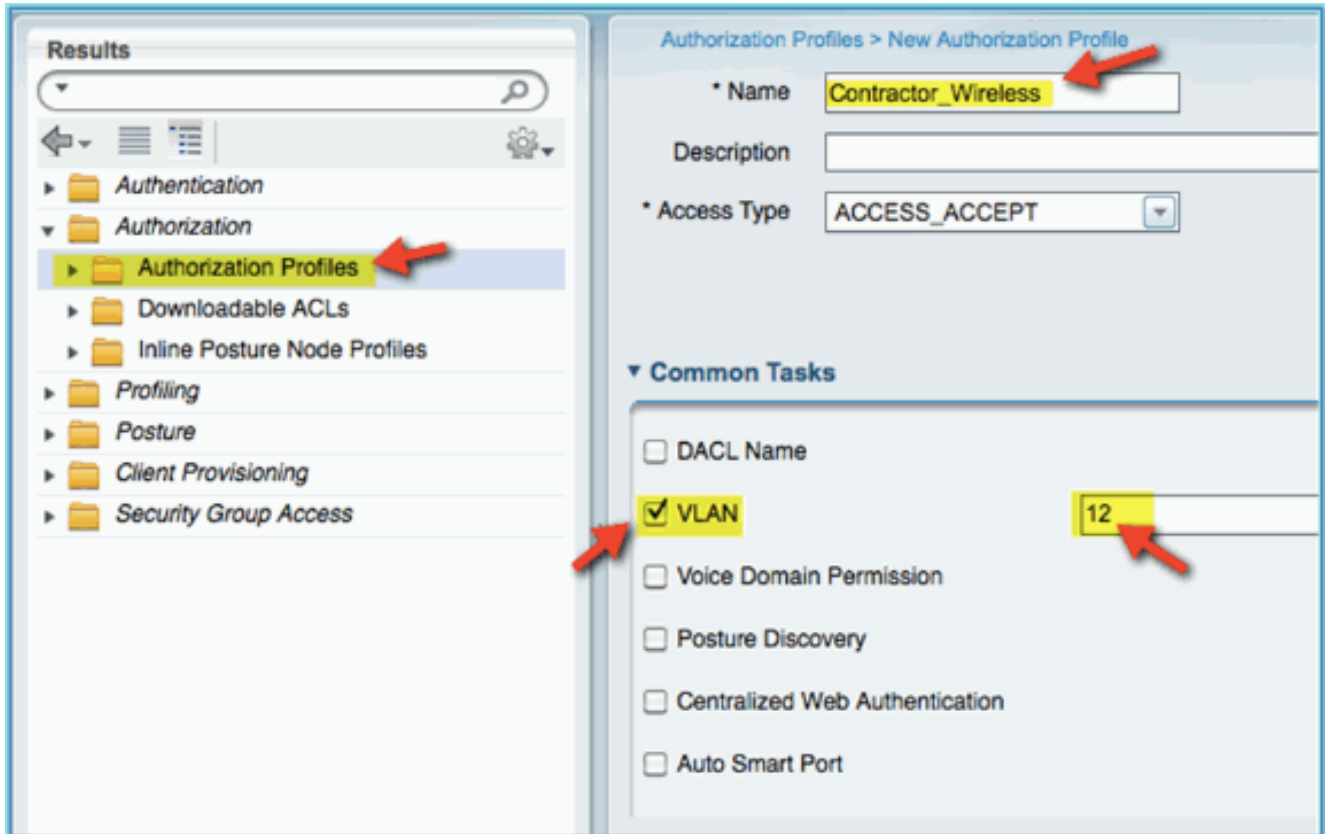 Results
Authentication
Authorization
Authorization Profiles
Downloadable ACLs
Inline Posture Node Profiles
Profiling
Posture
Client Provisioning
Security Group Access
Authorization Profiles > New Authorization Profile
* Name Contractor_Wireless
Description
* Access Type ACCESS_ACCEPT
Common Tasks
DACL Name
VLAN 12
Voice Domain Permission
Posture Discovery
Centralized Web Authentication
Auto Smart Port